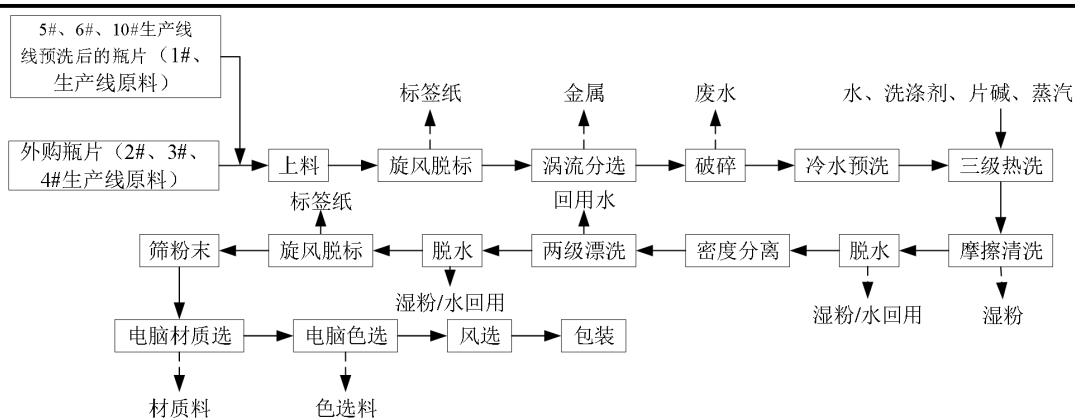 5#、6#、10#生产线
线预洗后的瓶片（1#、
生产线原料）
标签纸
金属
废水
水、洗涤剂、片碱、蒸汽
外购瓶片（2#、3#、
4#生产线原料）
上料
旋风脱标
涡流分选
破碎
冷水预洗
三级热洗
标签纸
回用水
筛粉末
旋风脱标
脱水
两级漂洗
密度分离
脱水
摩擦清洗
湿粉/水回用
湿粉/水回用
湿粉
电脑材质选
电脑色选
风选
包装
材质料
色选料